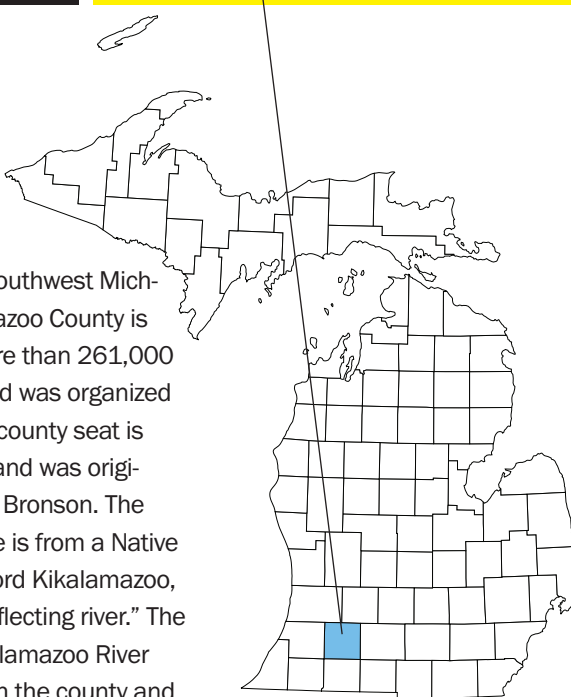 outhwest Mich-
azoo County is
re than 261,000
d was organized
county seat is
and was origi-
Bronson. The
e is from a Native
ord Kikalamazoo,
flecting river.” The
lamazoo River
n the county and